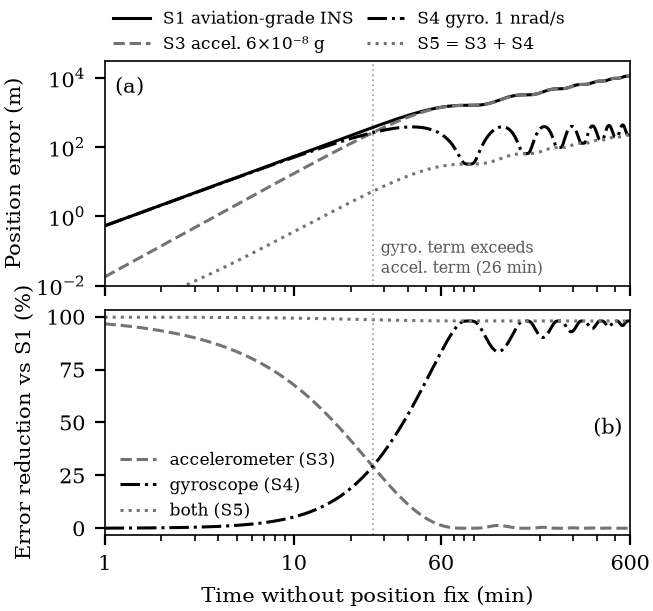 S1 aviation-grade INS
S3 accel. 6×10⁻⁸ g
S4 gyro. 1 nrad/s
S5 = S3 + S4
Position error (m)
10⁴
10²
10⁰
10⁻²
(a)
gyro. term exceeds
accel. term (26 min)
Error reduction vs S1 (%)
100
75
50
25
0
(b)
accelerometer (S3)
gyroscope (S4)
both (S5)
1
10
60
600
Time without position fix (min)